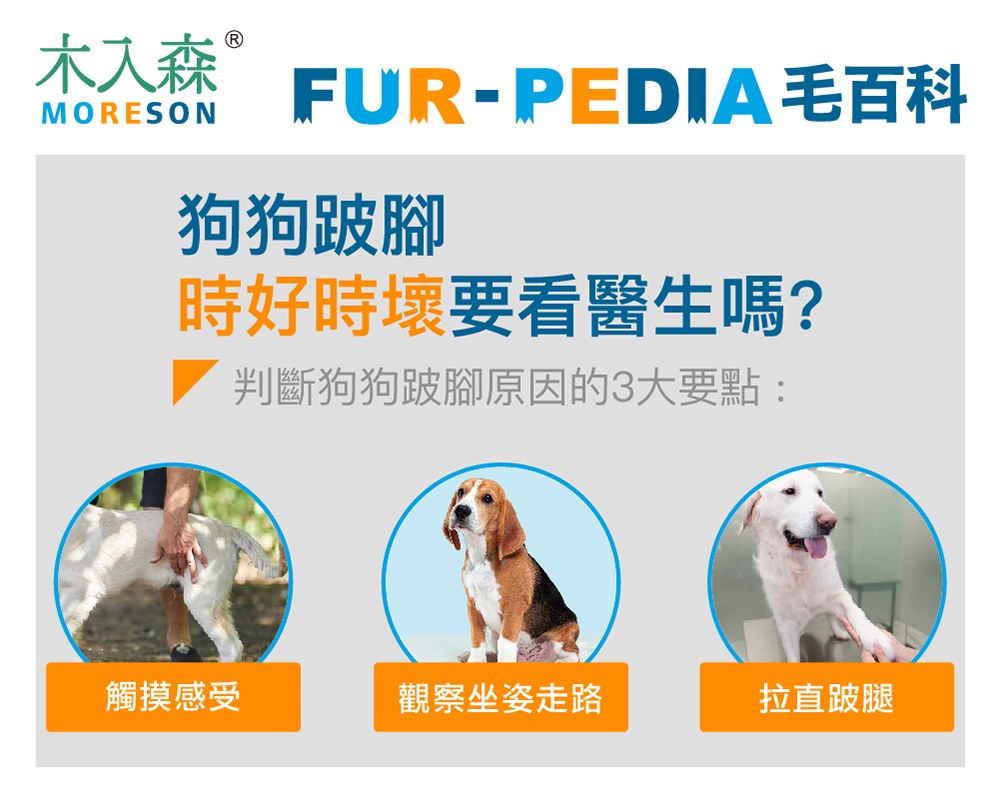 木入森®
MORESON
FUR-PEDIA毛百科
狗狗跛腳
時好時壞要看醫生嗎?
判斷狗狗跛腳原因的3大要點：
觸摸感受
觀察坐姿走路
拉直跛腿